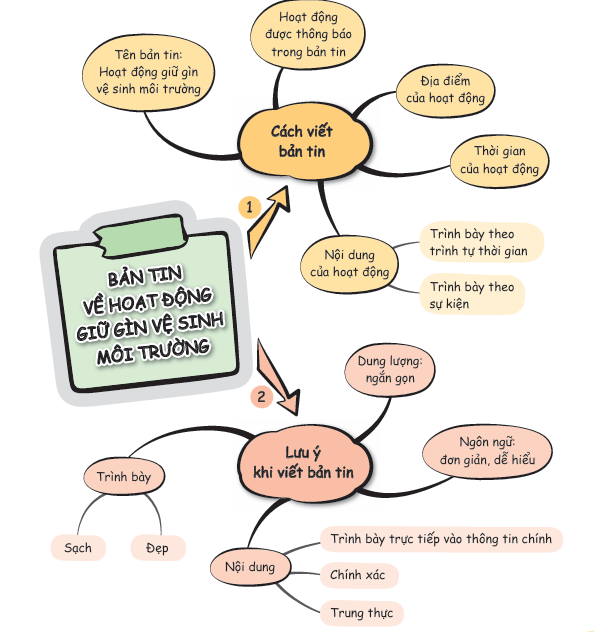 Hoạt động
được thông báo
trong bản tin
Tên bản tin:
Hoạt động giữ gìn
vệ sinh môi trường
Địa điểm
của hoạt động
Cách viết
bản tin
Thời gian
của hoạt động
1
Nội dung
của hoạt động
Trình bày theo
trình tự thời gian
Trình bày theo
sự kiện
BẢN TIN
VỀ HOẠT ĐỘNG
GIỮ GÌN VỆ SINH
MÔI TRƯỜNG
2
Dung lượng:
ngắn gọn
Lưu ý
khi viết bản tin
Ngôn ngữ:
đơn giản, dễ hiểu
Trình bày
Sạch
Đẹp
Nội dung
Trình bày trực tiếp vào thông tin chính
Chính xác
Trung thực